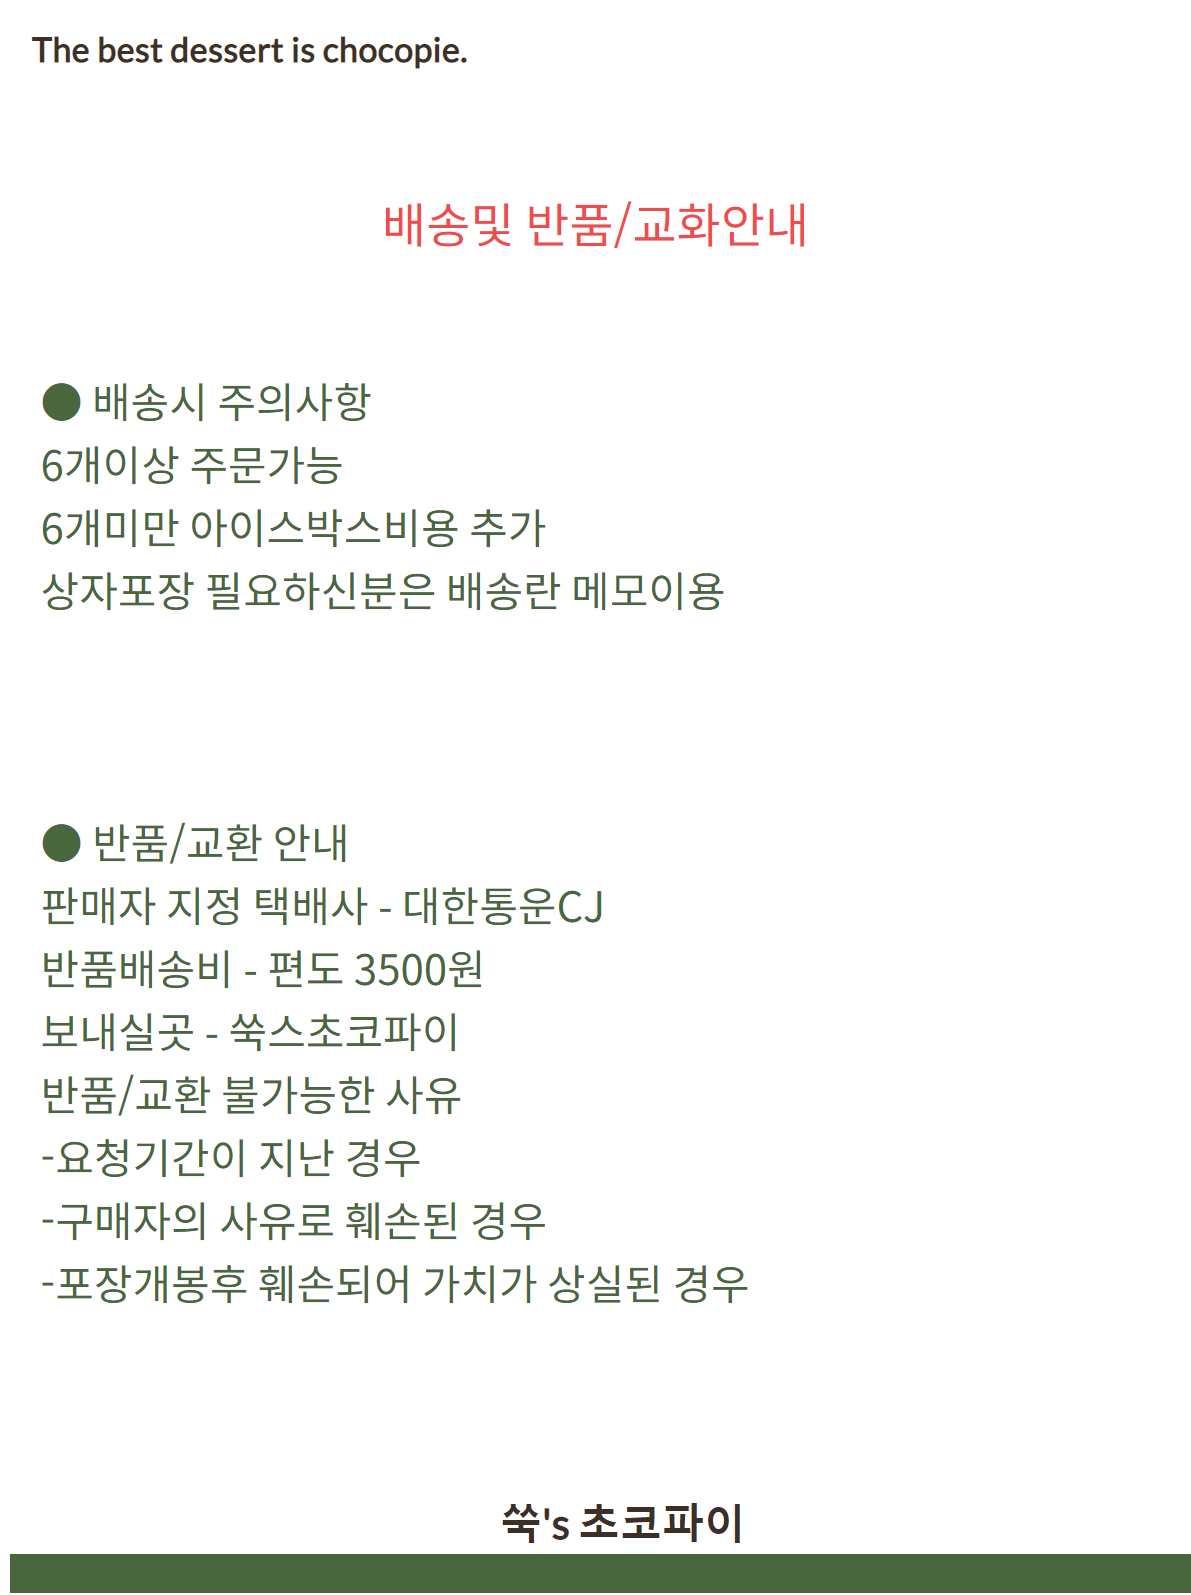 The best dessert is chocopie.
배송및 반품/교화안내
● 배송시 주의사항
6개이상 주문가능
6개미만 아이스박스비용 추가
상자포장 필요하신분은 배송란 메모이용
● 반품/교환 안내
판매자 지정 택배사 - 대한통운CJ
반품배송비 - 편도 3500원
보내실곳 - 쑥스초코파이
반품/교환 불가능한 사유
-요청기간이 지난 경우
-구매자의 사유로 훼손된 경우
-포장개봉후 훼손되어 가치가 상실된 경우
쑥's 초코파이